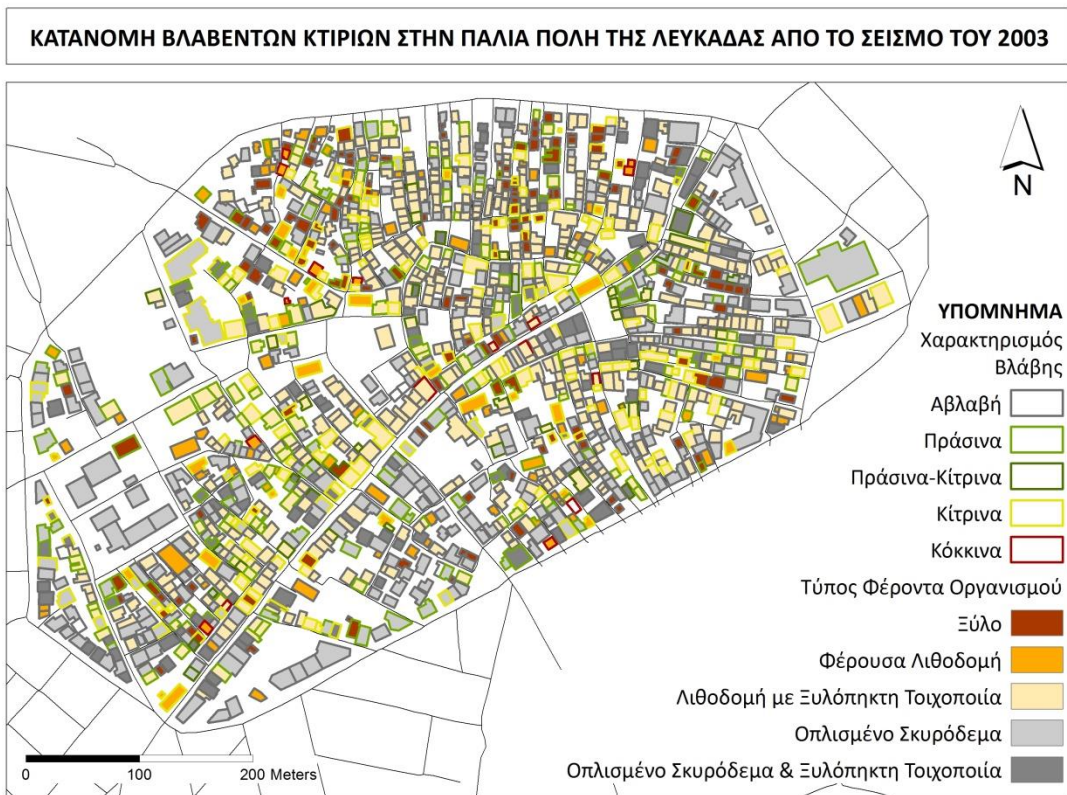 ΚΑΤΑΝΟΜΗ ΒΛΑΒΕΝΤΩΝ ΚΤΙΡΙΩΝ ΣΤΗΝ ΠΑΛΙΑ ΠΟΛΗ ΤΗΣ ΛΕΥΚΑΔΑΣ ΑΠΟ ΤΟ ΣΕΙΣΜΟ ΤΟΥ 2003
N
ΥΠΟΜΝΗΜΑ
Χαρακτηρισμός
Βλάβης
Αβλαβή
Πράσινα
Πράσινα-Κίτρινα
Κίτρινα
Κόκκινα
Τύπος Φέροντα Οργανισμού
Ξύλο
Φέρουσα Λιθοδομή
Λιθοδομή με Ξυλόπηκτη Τοιχοποιία
Οπλισμένο Σκυρόδεμα
Οπλισμένο Σκυρόδεμα & Ξυλόπηκτη Τοιχοποιία
0 100 200 Meters